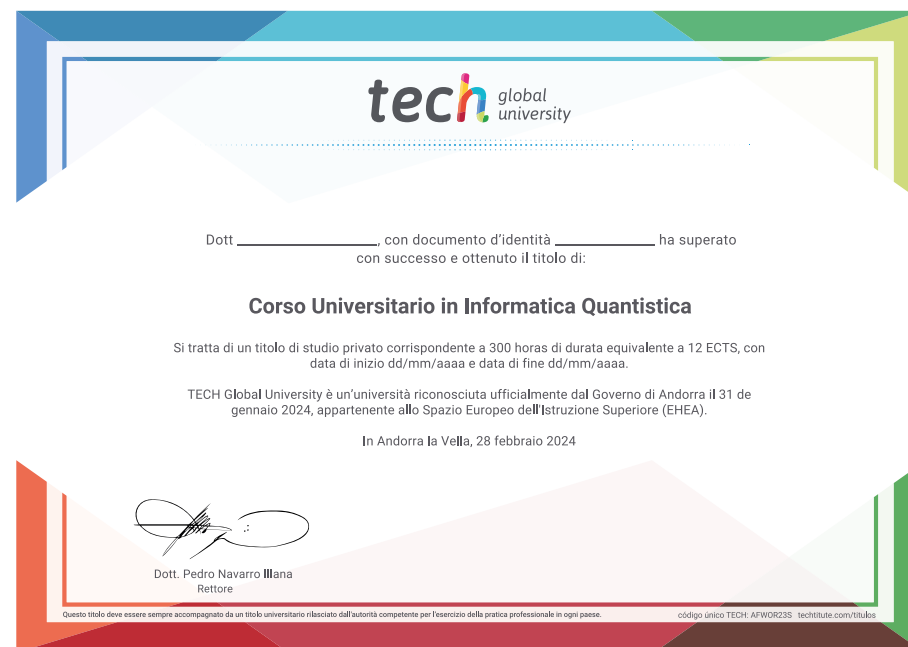 tech global university
Dott ________________, con documento d'identità ____________ ha superato
con successo e ottenuto il titolo di:
Corso Universitario in Informatica Quantistica
Si tratta di un titolo di studio privato corrispondente a 300 horas di durata equivalente a 12 ECTS, con
data di inizio dd/mm/aaaa e data di fine dd/mm/aaaa.
TECH Global University è un'università riconosciuta ufficialmente dal Governo di Andorra il 31 de
gennaio 2024, appartenente allo Spazio Europeo dell'Istruzione Superiore (EHEA).
In Andorra la Vella, 28 febbraio 2024
Dott. Pedro Navarro Illana
Rettore
Questo titolo deve essere sempre accompagnato da un titolo universitario rilasciato dall'autorità competente per l'esercizio della pratica professionale in ogni paese.
código único TECH: AFWOR23S techtitute.com/titulos